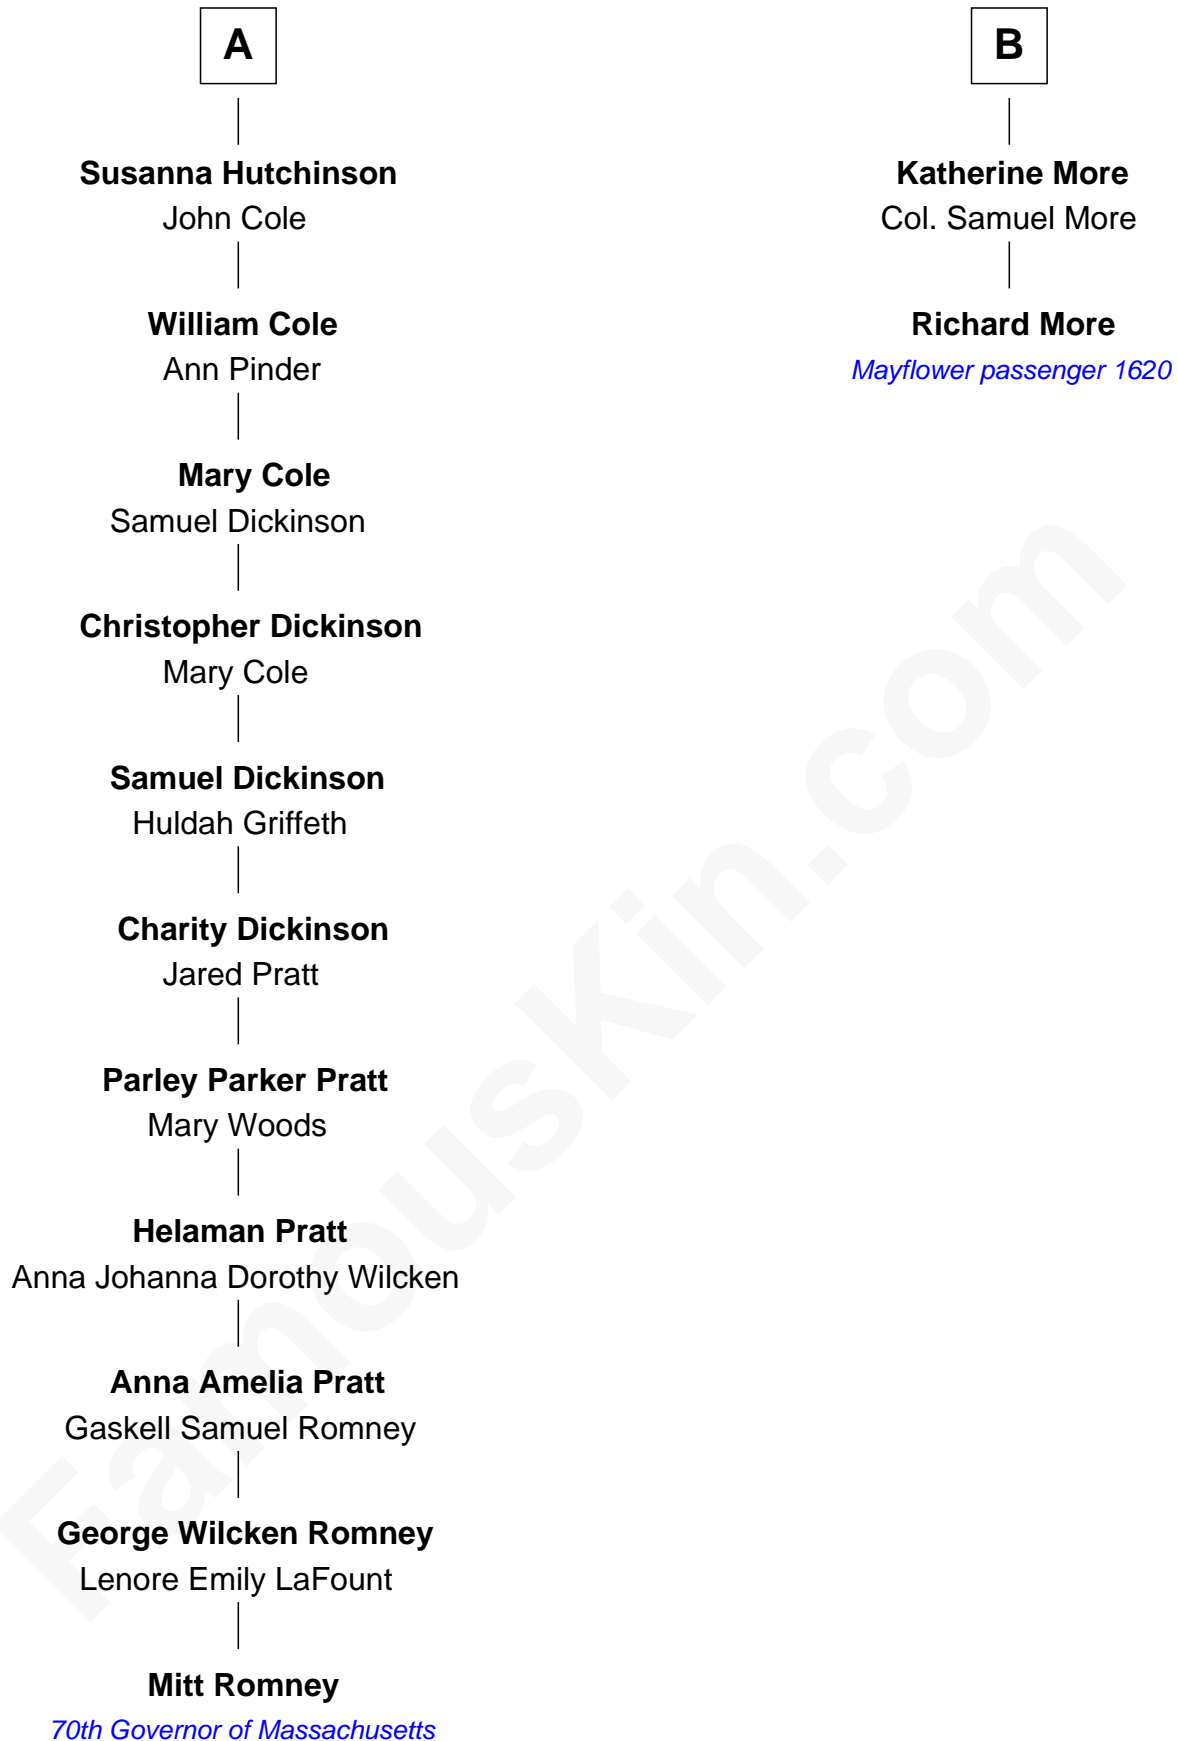 A
Susanna Hutchinson
John Cole
William Cole
Ann Pinder
Mary Cole
Samuel Dickinson
Christopher Dickinson
Mary Cole
Samuel Dickinson
Huldah Griffeth
Charity Dickinson
Jared Pratt
Parley Parker Pratt
Mary Woods
Helaman Pratt
Anna Johanna Dorothy Wilcken
Anna Amelia Pratt
Gaskell Samuel Romney
George Wilcken Romney
Lenore Emily LaFount
Mitt Romney
70th Governor of Massachusetts
B
Katherine More
Col. Samuel More
Richard More
Mayflower passenger 1620
FamousKin.com